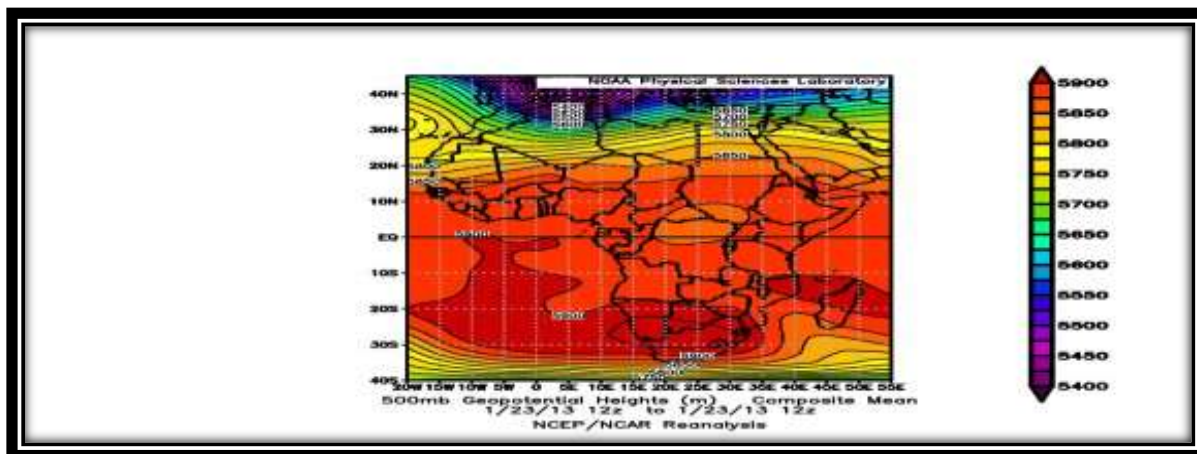 NOAA Physical Sciences Laboratory
40N
30N
20N
10N
EQ
10S
20S
30S
40S
5850
5900
20W 15W 10W 5W 0 5E 10E 15E 20E 25E 30E 35E 40E 45E 50E 55E
500mb Geopotential Heights (m) Composite Mean
1/23/13 12z to 1/23/13 12z
NCEP/NCAR Reanalysis
5900
5850
5800
5750
5700
5650
5600
5550
5500
5450
5400